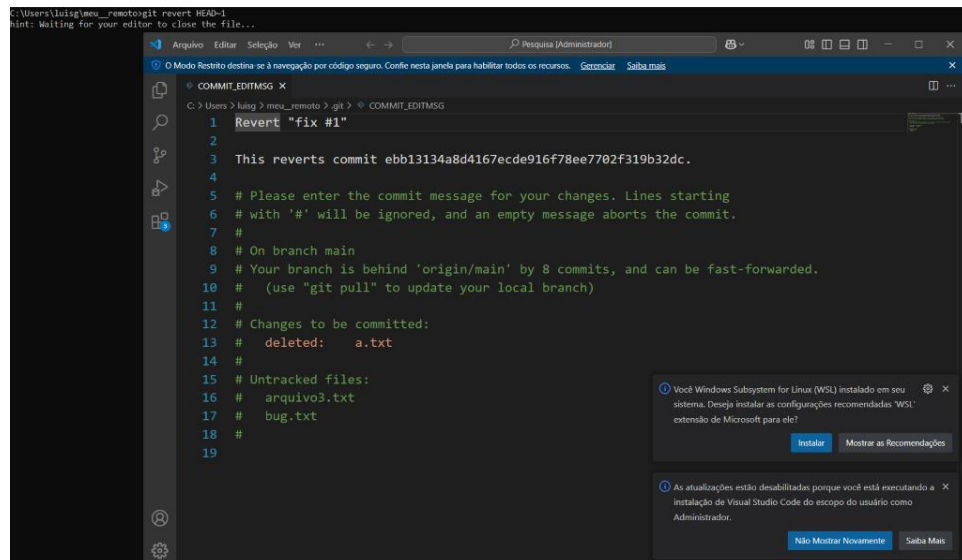 C:\Users\luisg\meu__remoto>git revert HEAD~1
hint: Waiting for your editor to close the file...
Arquivo Editar Seleção Ver ··· Pesquisa [Administrador]
O Modo Restrito destina-se à navegação por código seguro. Confie nesta janela para habilitar todos os recursos. Gerenciar Saiba mais
COMMIT_EDITMSG
C: > Users > luisg > meu__remoto > .git > COMMIT_EDITMSG
1 Revert "fix #1"
2
3 This reverts commit ebb13134a8d4167ecde916f78ee7702f319b32dc.
4
5 # Please enter the commit message for your changes. Lines starting
6 # with '#' will be ignored, and an empty message aborts the commit.
7 #
8 # On branch main
9 # Your branch is behind 'origin/main' by 8 commits, and can be fast-forwarded.
10 #   (use "git pull" to update your local branch)
11 #
12 # Changes to be committed:
13 #   deleted:    a.txt
14 #
15 # Untracked files:
16 #   arquivo3.txt
17 #   bug.txt
18 #
19
3
Você Windows Subsystem for Linux (WSL) instalado em seu
sistema. Deseja instalar as configurações recomendadas 'WSL'
extensão de Microsoft para ele?
Instalar Mostrar as Recomendações
As atualizações estão desabilitadas porque você está executando a
instalação de Visual Studio Code do escopo do usuário como
Administrador.
Não Mostrar Novamente Saiba Mais